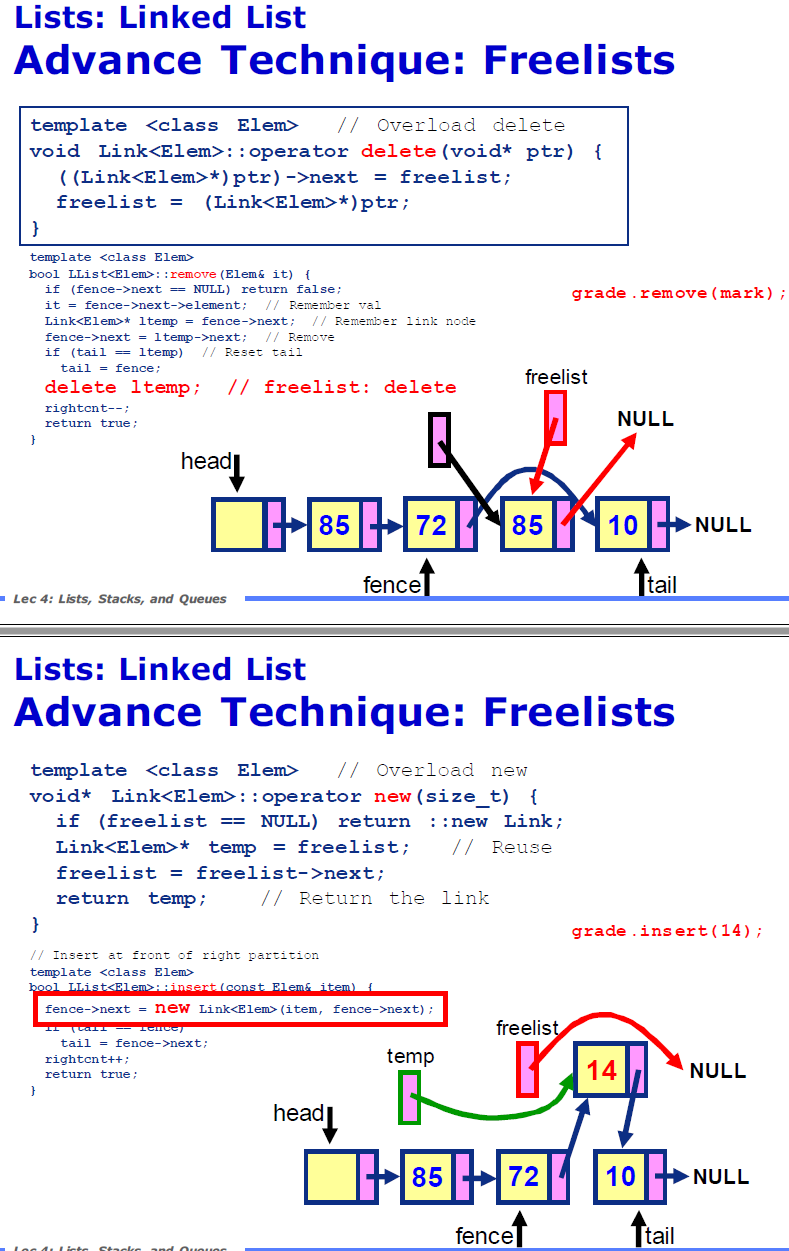 Lists: Linked List
Advance Technique: Freelists
template <class Elem> // Overload delete
void Link<Elem>::operator delete(void* ptr) {
((Link<Elem>*)ptr)->next = freelist;
freelist = (Link<Elem>*)ptr;
}
template <class Elem>
bool LList<Elem>::remove(Elem& it) {
if (fence->next == NULL) return false;
it = fence->next->element; // Remember val
Link<Elem>* ltemp = fence->next; // Remember link node
fence->next = ltemp->next; // Remove
if (tail == ltemp) // Reset tail
tail = fence;
delete ltemp; // freelist: delete
rightcnt--;
return true;
}
grade.remove(mark);
freelist
NULL
head
85
72
85
10
NULL
fence
tail
Lec 4: Lists, Stacks, and Queues
Lists: Linked List
Advance Technique: Freelists
template <class Elem> // Overload new
void* Link<Elem>::operator new(size_t) {
if (freelist == NULL) return ::new Link;
Link<Elem>* temp = freelist; // Reuse
freelist = freelist->next;
return temp; // Return the link
}
grade.insert(14);
// Insert at front of right partition
template <class Elem>
bool LList<Elem>::insert(const Elem& item) {
fence->next = new Link<Elem>(item, fence->next);
if (tail == fence)
tail = fence->next;
rightcnt++;
return true;
}
freelist
temp
14
NULL
head
85
72
10
NULL
fence
tail
Lec 4: Lists, Stacks, and Queues